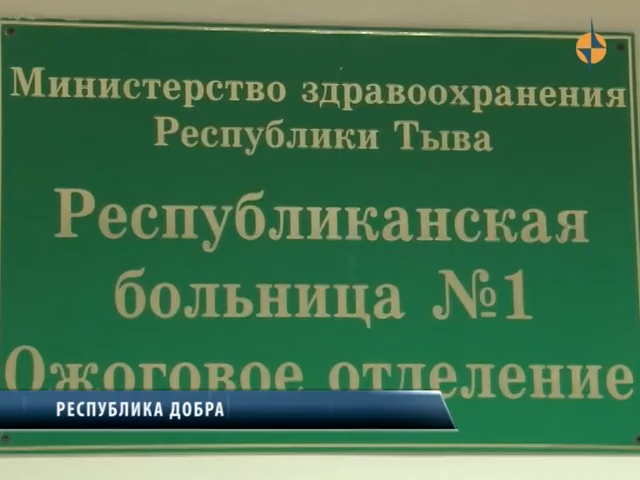 Министерство здравоохранения
Республики Тыва
Республиканская
больница №1
Ожоговое отделение
РЕСПУБЛИКА ДОБРА